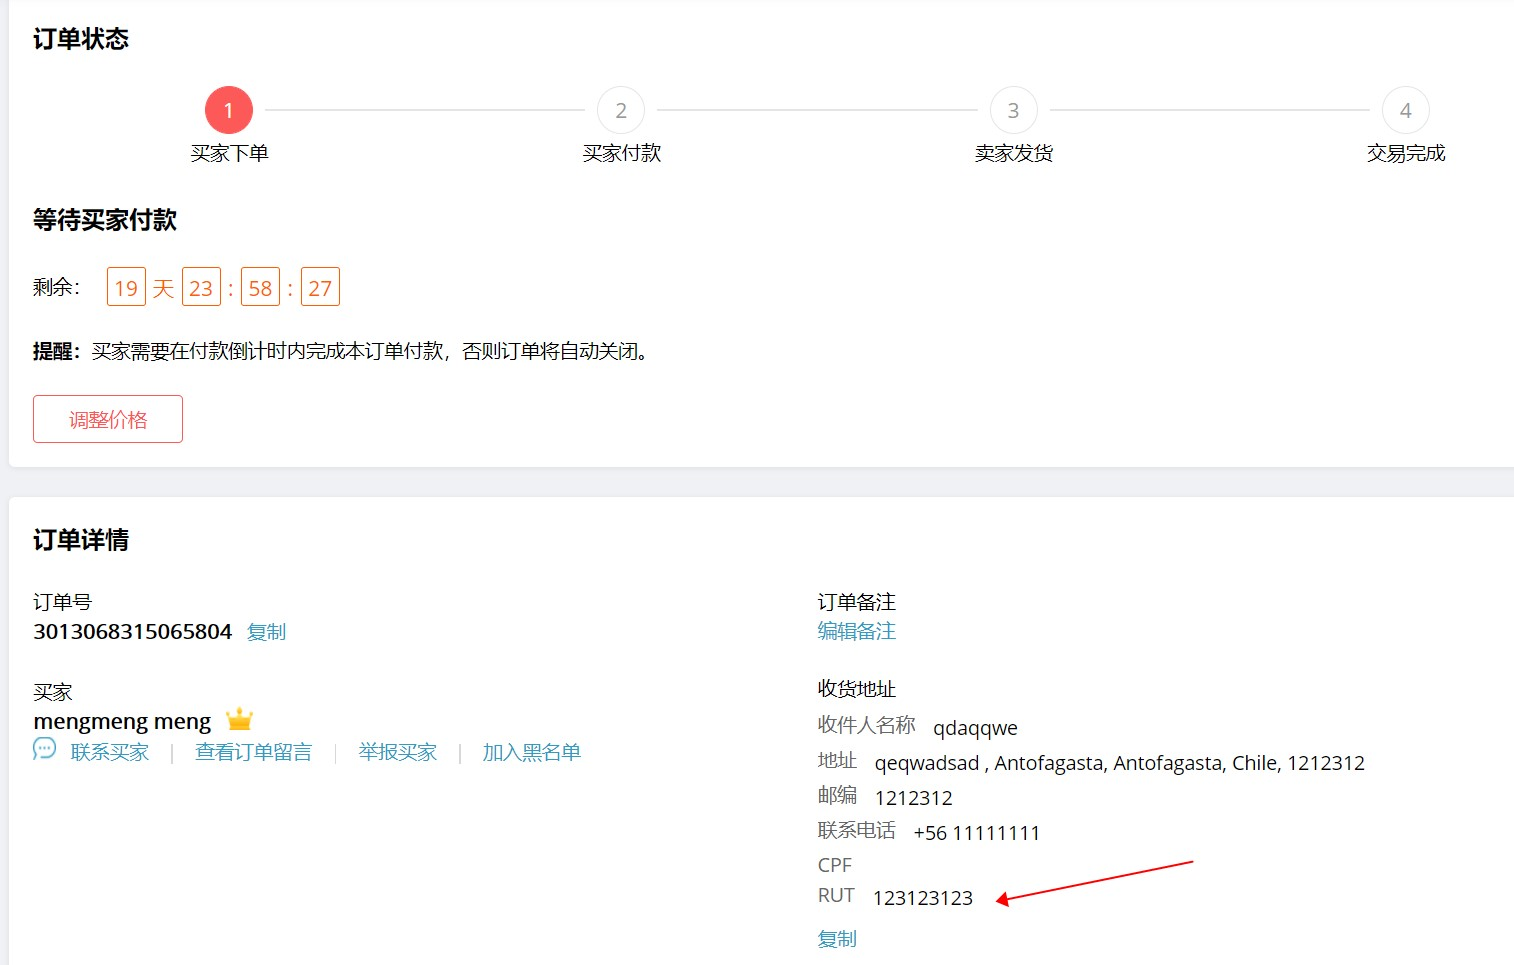 订单状态
1
2
3
4
买家下单
买家付款
卖家发货
交易完成
等待买家付款
剩余： 19 天 23 : 58 : 27
提醒：买家需要在付款倒计时内完成本订单付款，否则订单将自动关闭。
调整价格
订单详情
订单号
3013068315065804 复制
买家
mengmeng meng
联系买家 | 查看订单留言 | 举报买家 | 加入黑名单
订单备注
编辑备注
收货地址
收件人名称 qdaqqwe
地址 qeqwadsad , Antofagasta, Antofagasta, Chile, 1212312
邮编 1212312
联系电话 +56 11111111
CPF
RUT 123123123
复制